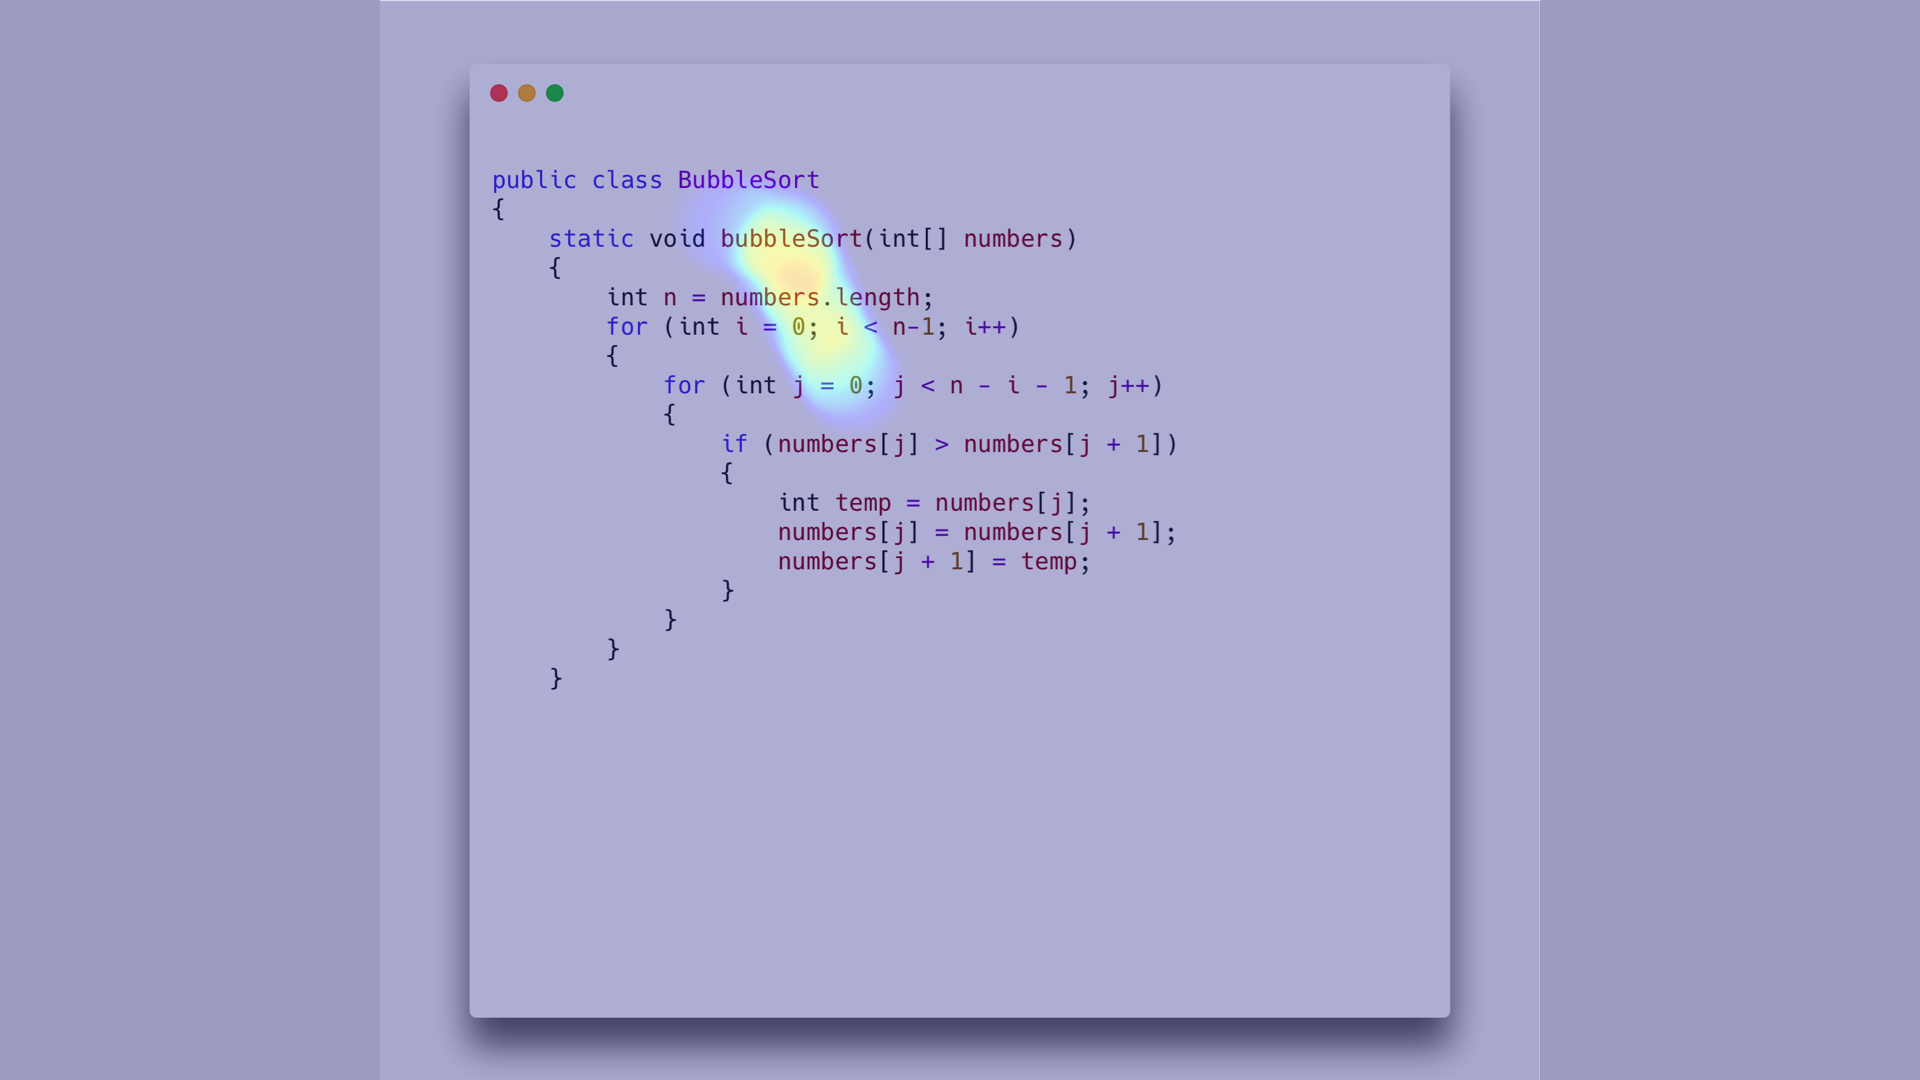 public class BubbleSort
{
    static void bubbleSort(int[] numbers)
    {
        int n = numbers.length;
        for (int i = 0; i < n-1; i++)
        {
            for (int j = 0; j < n - i - 1; j++)
            {
                if (numbers[j] > numbers[j + 1])
                {
                    int temp = numbers[j];
                    numbers[j] = numbers[j + 1];
                    numbers[j + 1] = temp;
                }
            }
        }
    }